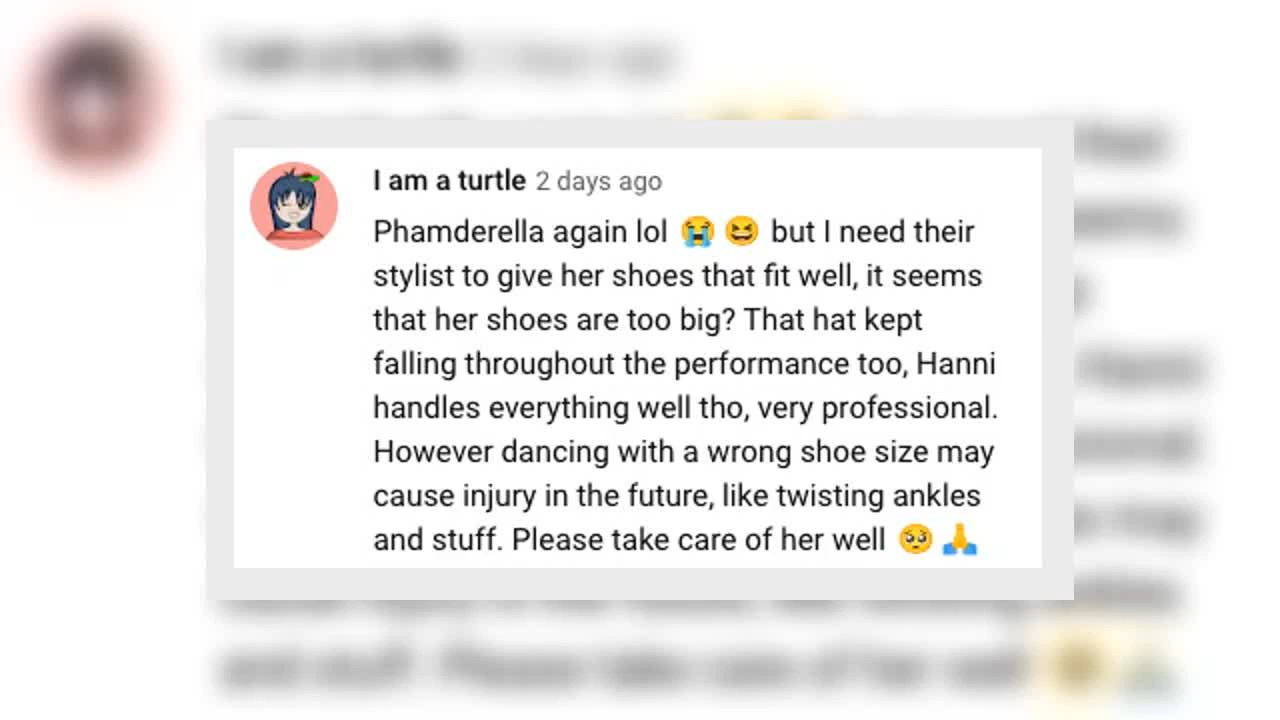 I am a turtle 2 days ago
Phamderella again lol 😭 😆 but I need their
stylist to give her shoes that fit well, it seems
that her shoes are too big? That hat kept
falling throughout the performance too, Hanni
handles everything well tho, very professional.
However dancing with a wrong shoe size may
cause injury in the future, like twisting ankles
and stuff. Please take care of her well 🥺 🙏